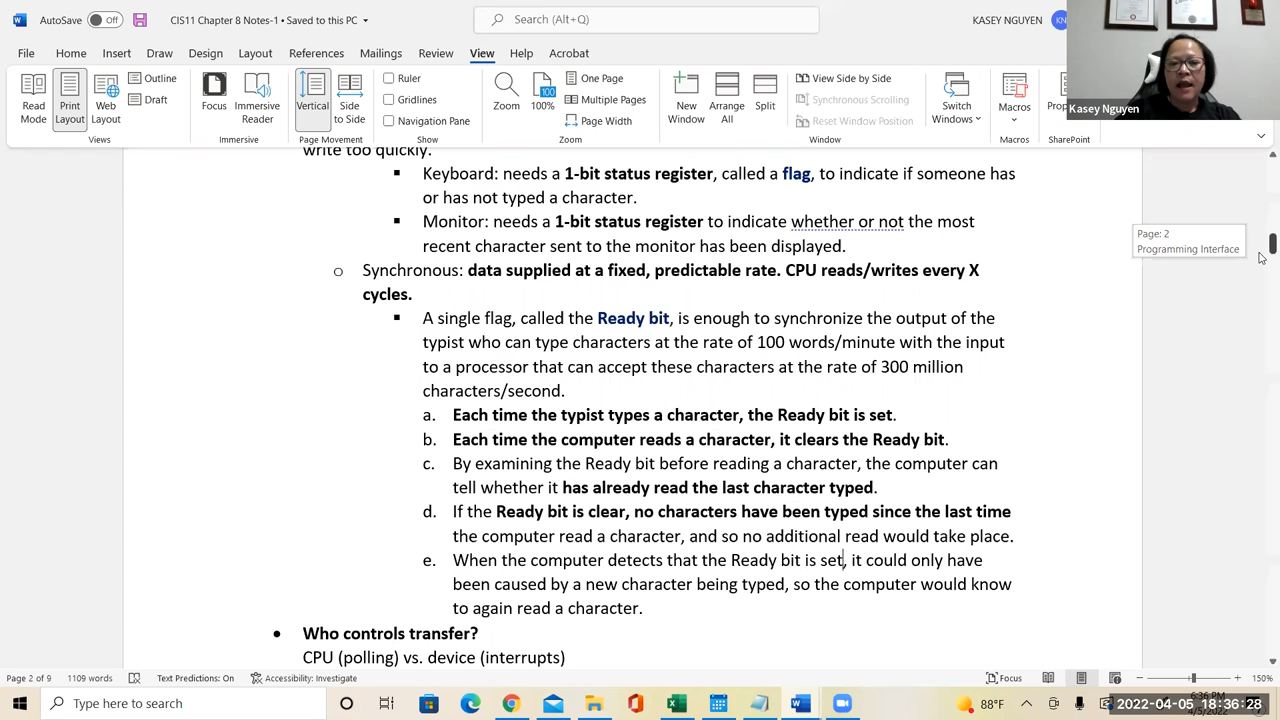 AutoSave Off CIS11 Chapter 8 Notes-1 • Saved to this PC Search (Alt+Q) KASEY NGUYEN KN
File Home Insert Draw Design Layout References Mailings Review View Help Acrobat
Read Mode Print Layout Web Layout Outline Draft Views
Focus Immersive Reader Immersive
Vertical Side to Side Page Movement
Ruler Gridlines Navigation Pane Show
Zoom 100 100% One Page Multiple Pages Page Width Zoom
New Window Arrange All Split View Side by Side Synchronous Scrolling Reset Window Position Switch Windows Window
Macros Macros
SharePoint
Kasey Nguyen
write too quickly.
▪ Keyboard: needs a 1-bit status register, called a flag, to indicate if someone has
or has not typed a character.
▪ Monitor: needs a 1-bit status register to indicate whether or not the most
recent character sent to the monitor has been displayed.
Page: 2
Programming Interface
o Synchronous: data supplied at a fixed, predictable rate. CPU reads/writes every X
cycles.
▪ A single flag, called the Ready bit, is enough to synchronize the output of the
typist who can type characters at the rate of 100 words/minute with the input
to a processor that can accept these characters at the rate of 300 million
characters/second.
a. Each time the typist types a character, the Ready bit is set.
b. Each time the computer reads a character, it clears the Ready bit.
c. By examining the Ready bit before reading a character, the computer can
tell whether it has already read the last character typed.
d. If the Ready bit is clear, no characters have been typed since the last time
the computer read a character, and so no additional read would take place.
e. When the computer detects that the Ready bit is set, it could only have
been caused by a new character being typed, so the computer would know
to again read a character.
• Who controls transfer?
CPU (polling) vs. device (interrupts)
Page 2 of 9 1109 words Text Predictions: On Accessibility: Investigate Focus 150%
Type here to search 88°F 6:36 PM
2022-04-05 18:36:28